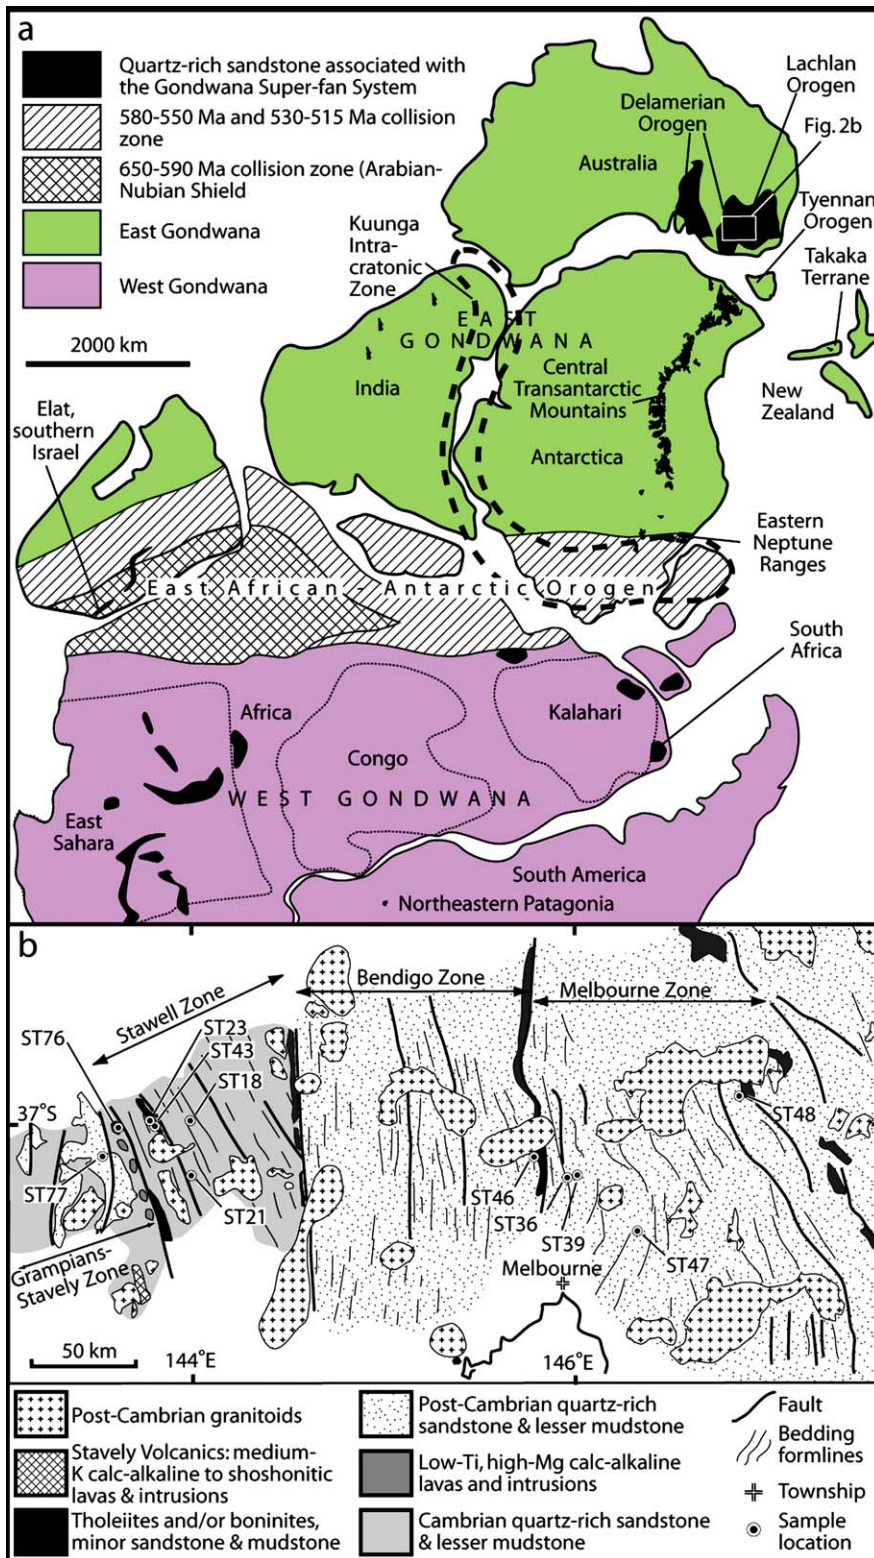 a
Quartz-rich sandstone associated with
the Gondwana Super-fan System
580-550 Ma and 530-515 Ma collision
zone
650-590 Ma collision zone (Arabian-
Nubian Shield
East Gondwana
West Gondwana
2000 km
Lachlan
Orogen
Delamerian
Orogen
Fig. 2b
Australia
Tyennan
Orogen
Takaka
Terrane
Kuunga
Intra-
cratonic
Zone
EAST
GONDWANA
India
Central
Transantarctic
Mountains
New
Zealand
Elat,
southern
Israel
Antarctica
Eastern
Neptune
Ranges
East African - Antarctic Orogen
South
Africa
Africa
Kalahari
Congo
WEST GONDWANA
East
Sahara
South America
Northeastern Patagonia
b
Bendigo Zone
Stawell Zone
Melbourne Zone
ST76
ST23
ST43
ST18
37°S
ST48
ST77
ST21
ST46
ST36
ST39
ST47
Melbourne
Grampians-
Stavely Zone
50 km
144°E
146°E
Post-Cambrian granitoids
Stavely Volcanics: medium-
K calc-alkaline to shoshonitic
lavas & intrusions
Tholeiites and/or boninites,
minor sandstone & mudstone
Post-Cambrian quartz-rich
sandstone & lesser mudstone
Low-Ti, high-Mg calc-alkaline
lavas and intrusions
Cambrian quartz-rich sandstone
& lesser mudstone
Fault
Bedding
formlines
Township
Sample
location